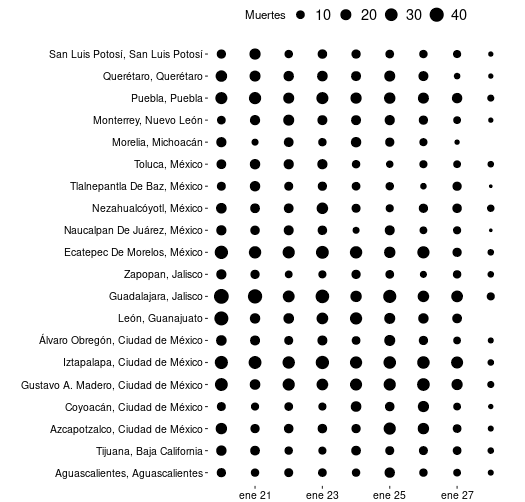 Muertes 10 20 30 40
San Luis Potosí, San Luis Potosí
Querétaro, Querétaro
Puebla, Puebla
Monterrey, Nuevo León
Morelia, Michoacán
Toluca, México
Tlalnepantla De Baz, México
Nezahualcóyotl, México
Naucalpan De Juárez, México
Ecatepec De Morelos, México
Zapopan, Jalisco
Guadalajara, Jalisco
León, Guanajuato
Álvaro Obregón, Ciudad de México
Iztapalapa, Ciudad de México
Gustavo A. Madero, Ciudad de México
Coyoacán, Ciudad de México
Azcapotzalco, Ciudad de México
Tijuana, Baja California
Aguascalientes, Aguascalientes
ene 21 ene 23 ene 25 ene 27